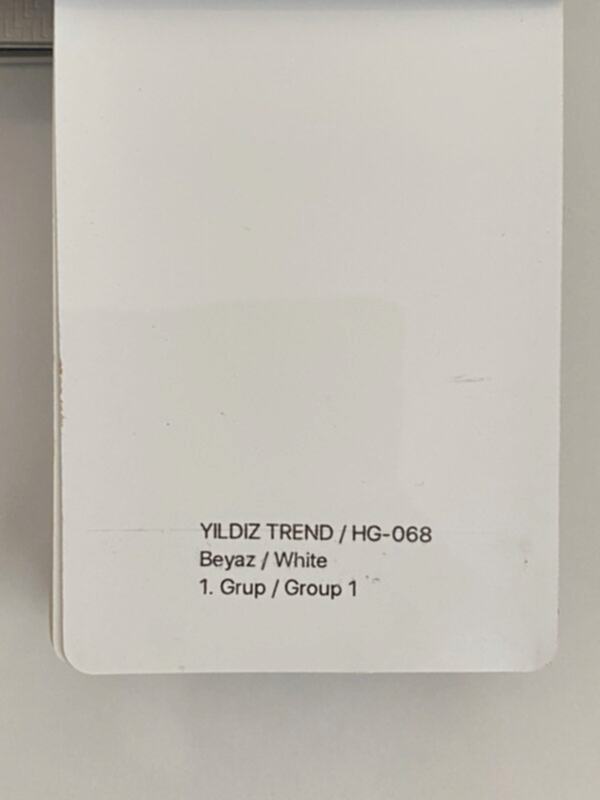 YILDIZ TREND / HG-068
Beyaz / White
1. Grup / Group 1